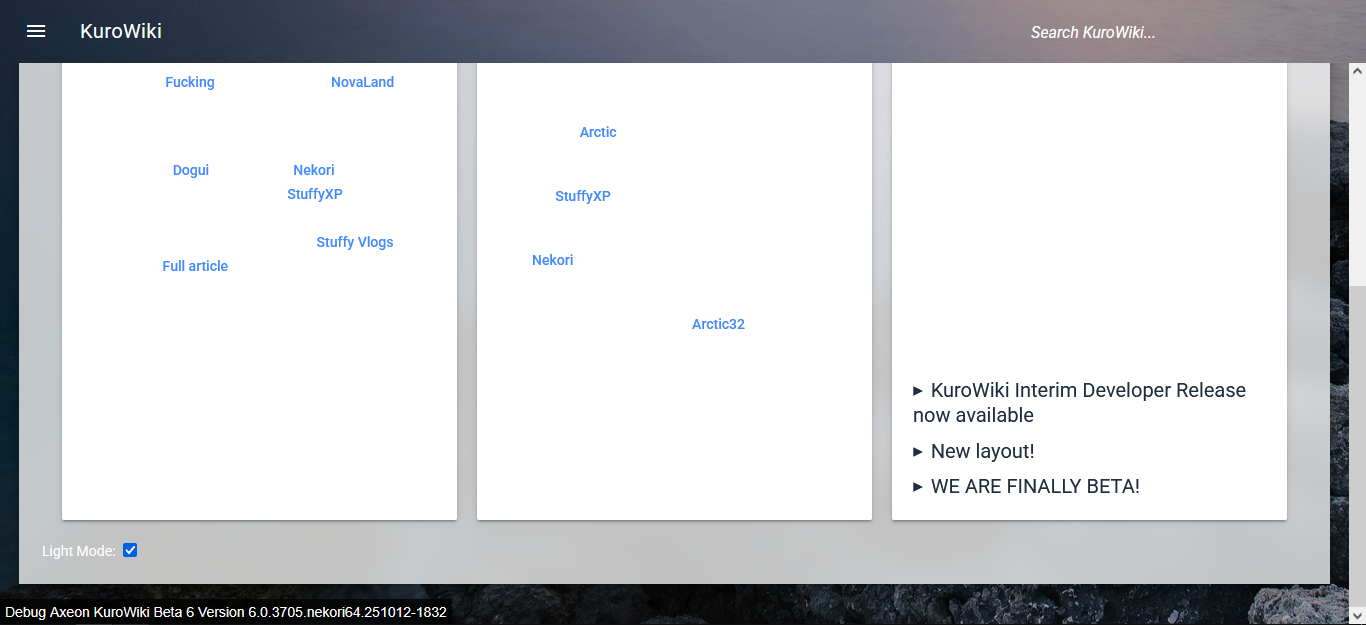 KuroWiki
Search KuroWiki...
Fucking
NovaLand
Dogui
Nekori
StuffyXP
Stuffy Vlogs
Full article
Arctic
StuffyXP
Nekori
Arctic32
► KuroWiki Interim Developer Release
now available
► New layout!
► WE ARE FINALLY BETA!
Light Mode:
Debug Axeon KuroWiki Beta 6 Version 6.0.3705.nekori64.251012-1832